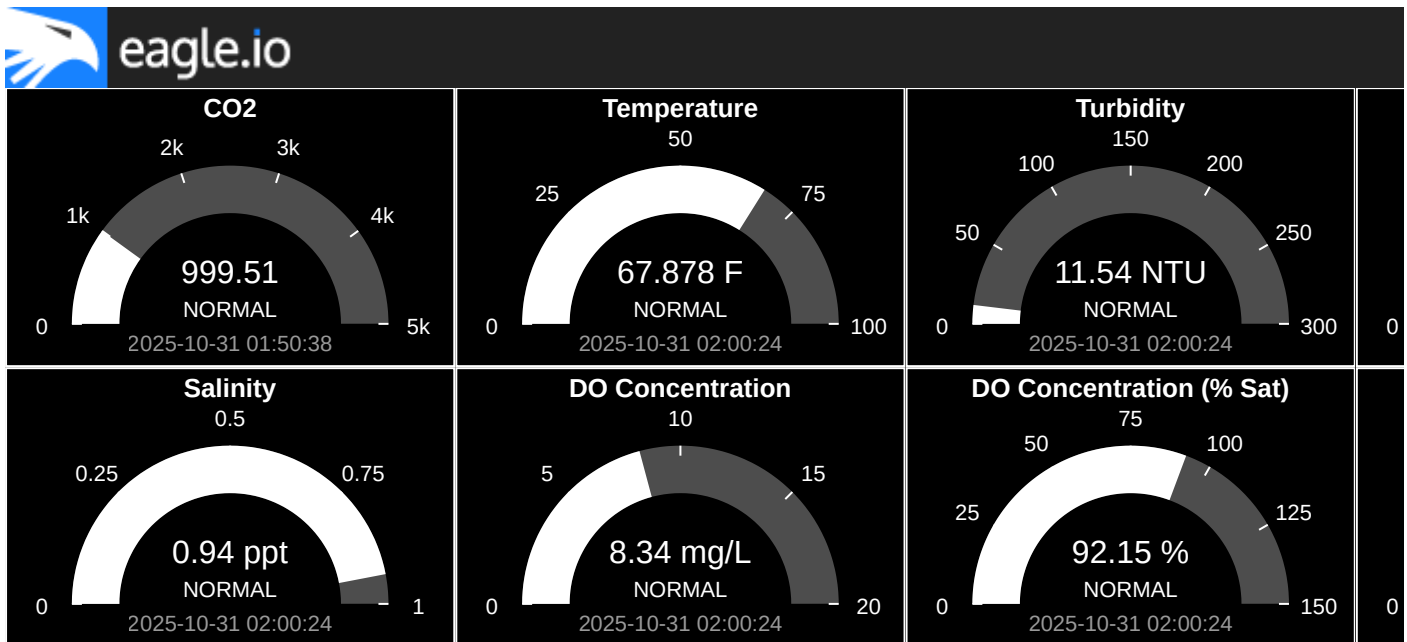 eagle.io
CO2
2k
3k
1k
4k
0
5k
999.51
NORMAL
2025-10-31 01:50:38
Temperature
50
25
75
0
100
67.878 F
NORMAL
2025-10-31 02:00:24
Turbidity
150
100
200
50
250
0
300
11.54 NTU
NORMAL
2025-10-31 02:00:24
0
Salinity
0.5
0.25
0.75
0
1
0.94 ppt
NORMAL
2025-10-31 02:00:24
DO Concentration
10
5
15
0
20
8.34 mg/L
NORMAL
2025-10-31 02:00:24
DO Concentration (% Sat)
75
50
100
25
125
0
150
92.15 %
NORMAL
2025-10-31 02:00:24
0